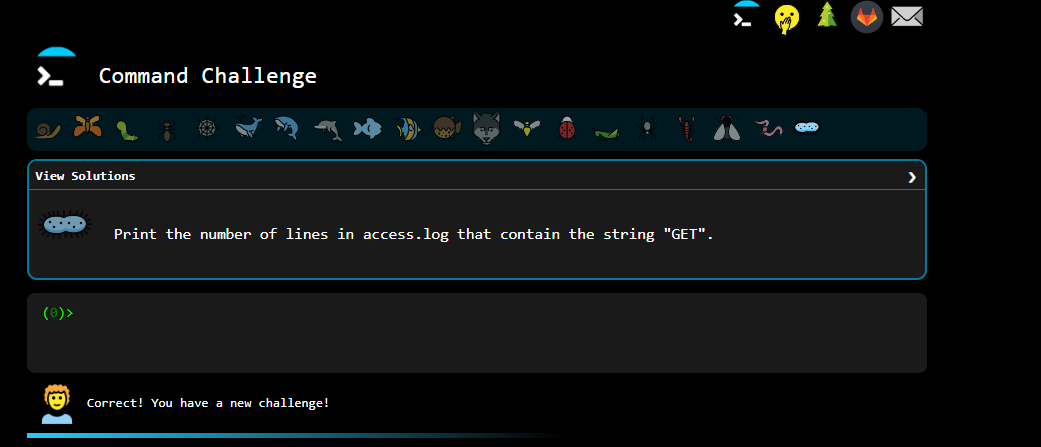 Command Challenge
View Solutions
Print the number of lines in access.log that contain the string "GET".
(0)>
Correct! You have a new challenge!